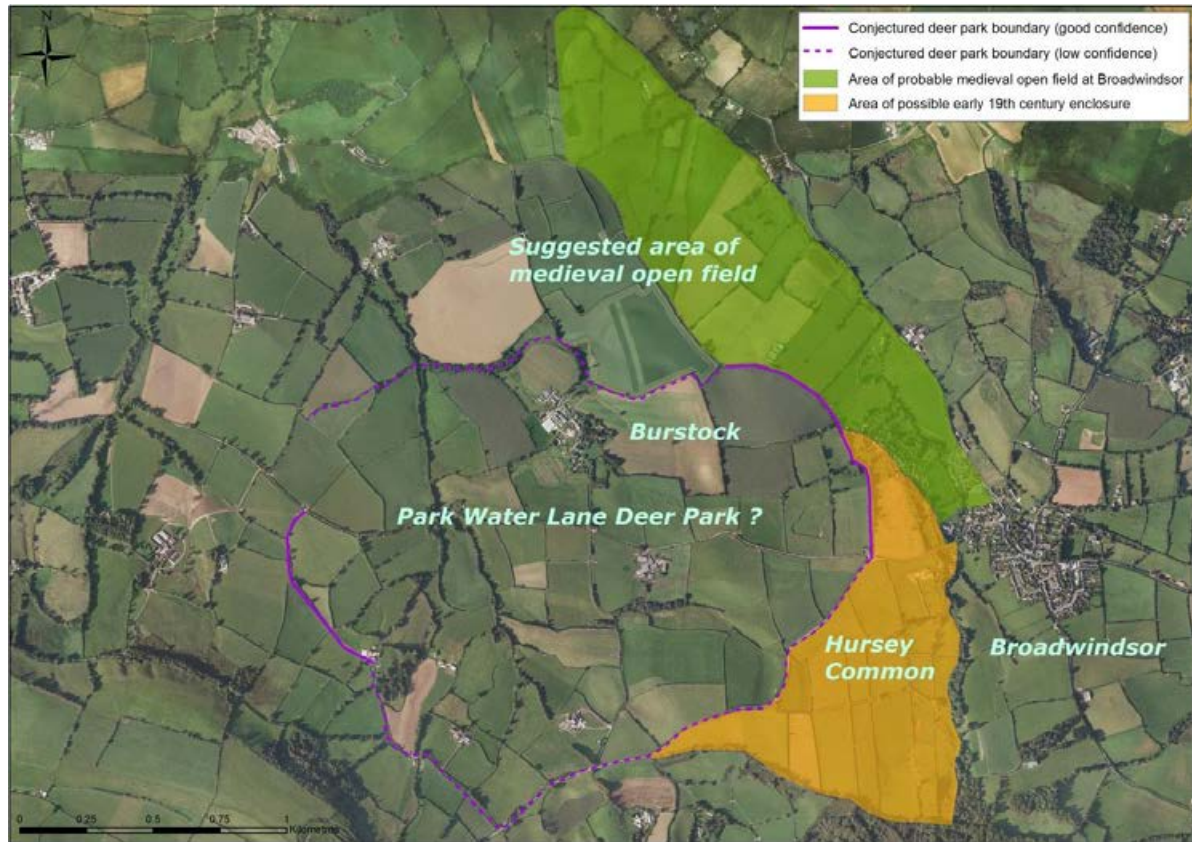 N
Conjectured deer park boundary (good confidence)
Conjectured deer park boundary (low confidence)
Area of probable medieval open field at Broadwindsor
Area of possible early 19th century enclosure
Suggested area of
medieval open field
Burstock
Park Water Lane Deer Park ?
Hursey
Common
Broadwindsor
0 0.25 0.5 0.75 1
Kilometres